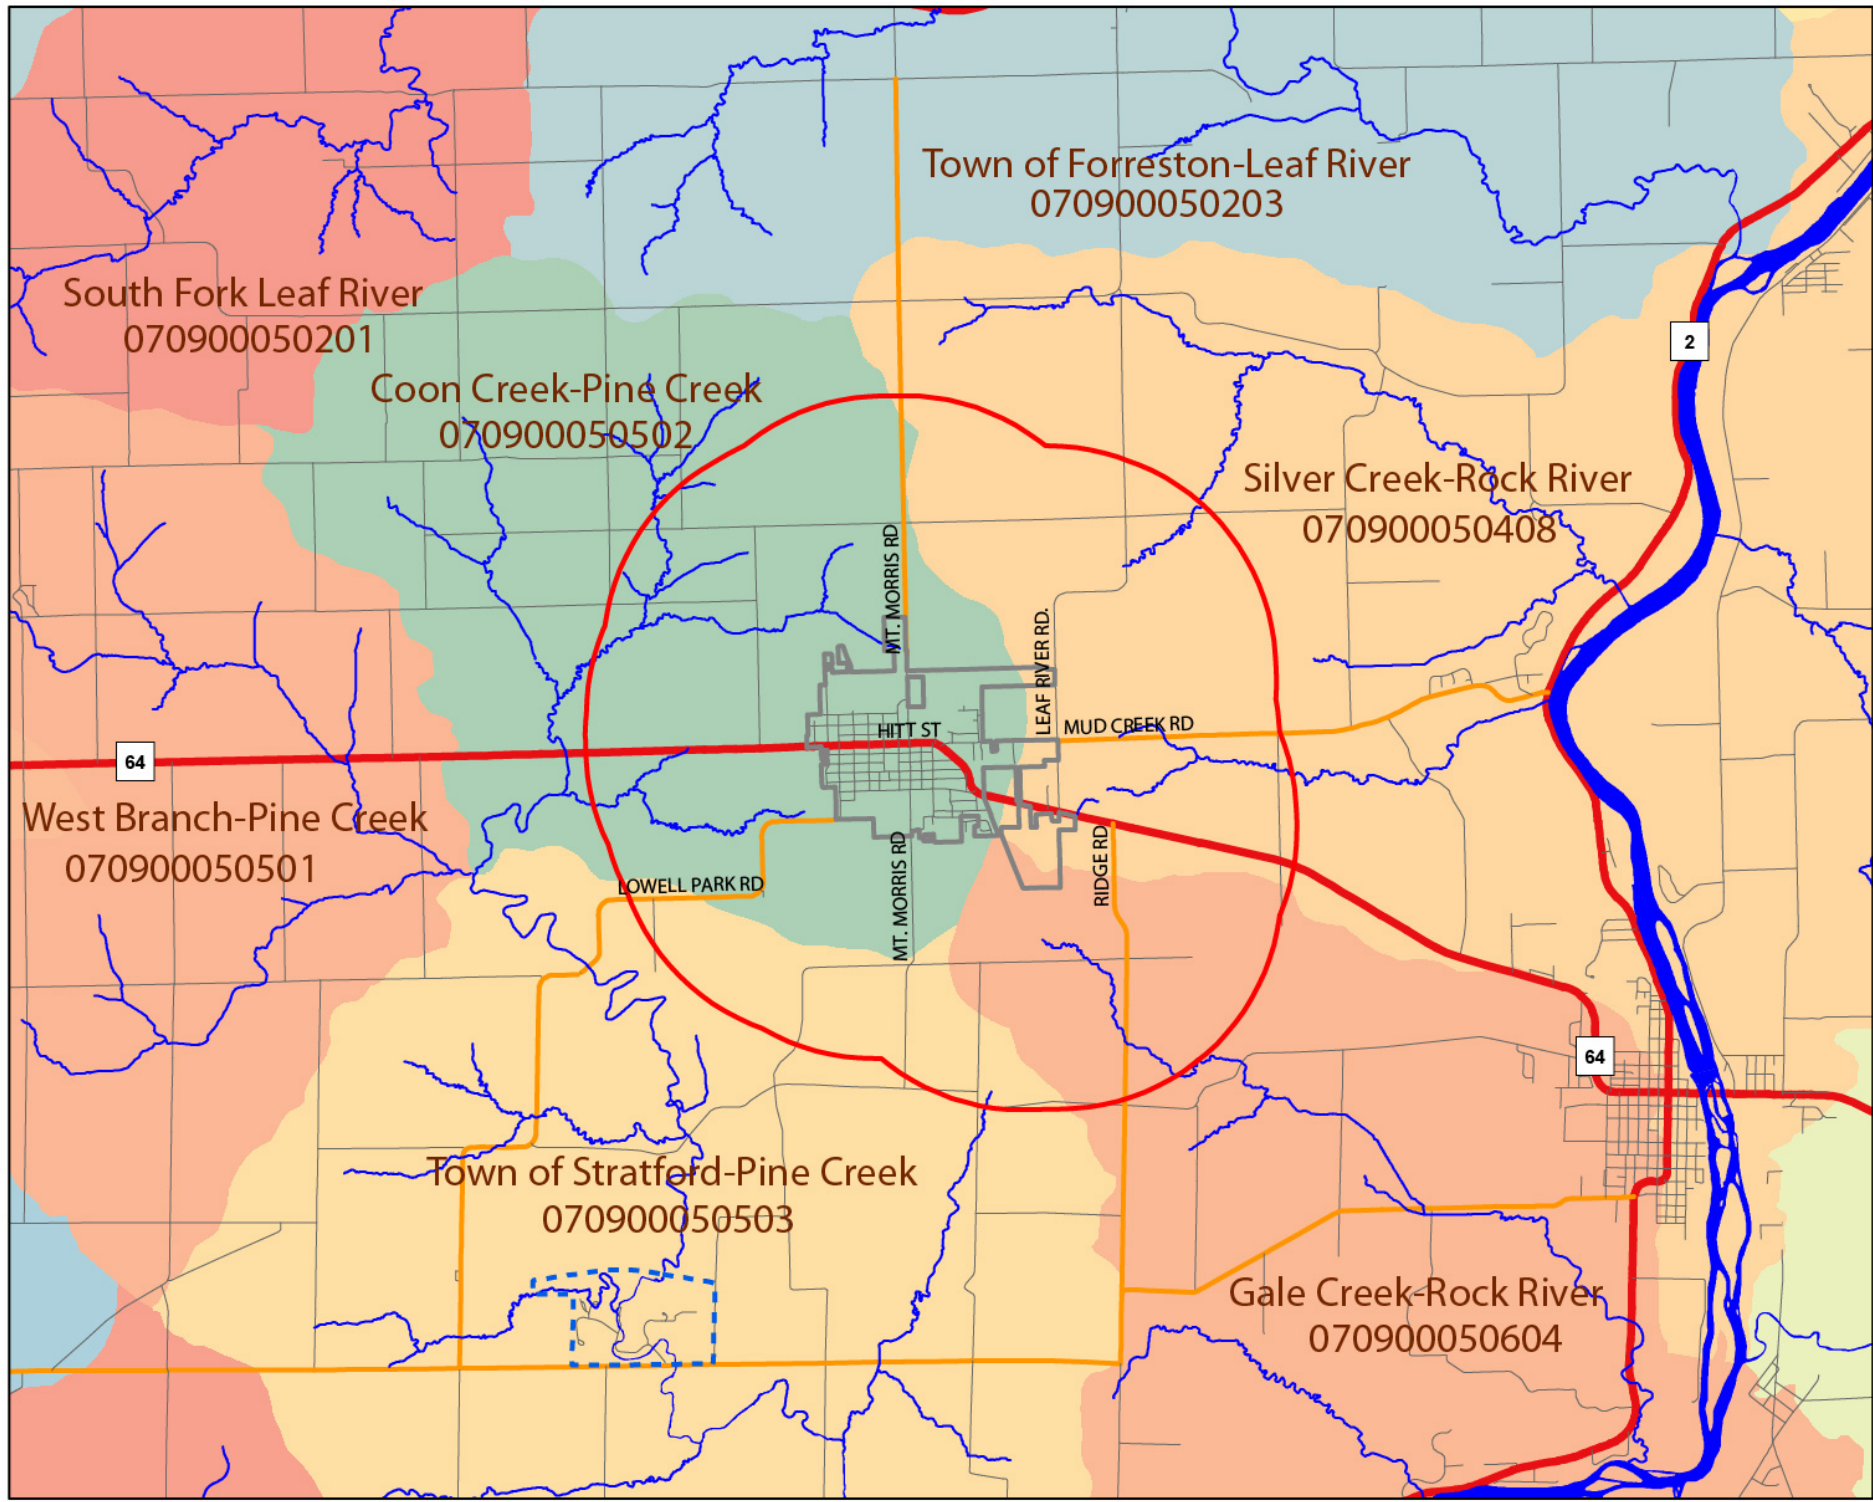 Town of Forreston-Leaf River
070900050203
South Fork Leaf River
070900050201
2
Coon Creek-Pine Creek
070900050502
Silver Creek-Rock River
070900050408
MT. MORRIS RD
LEAF RIVER RD.
HITT ST
MUD CREEK RD
64
West Branch-Pine Creek
070900050501
LOWELL PARK RD
MT. MORRIS RD
RIDGE RD
64
Town of Stratford-Pine Creek
070900050503
Gale Creek-Rock River
070900050604